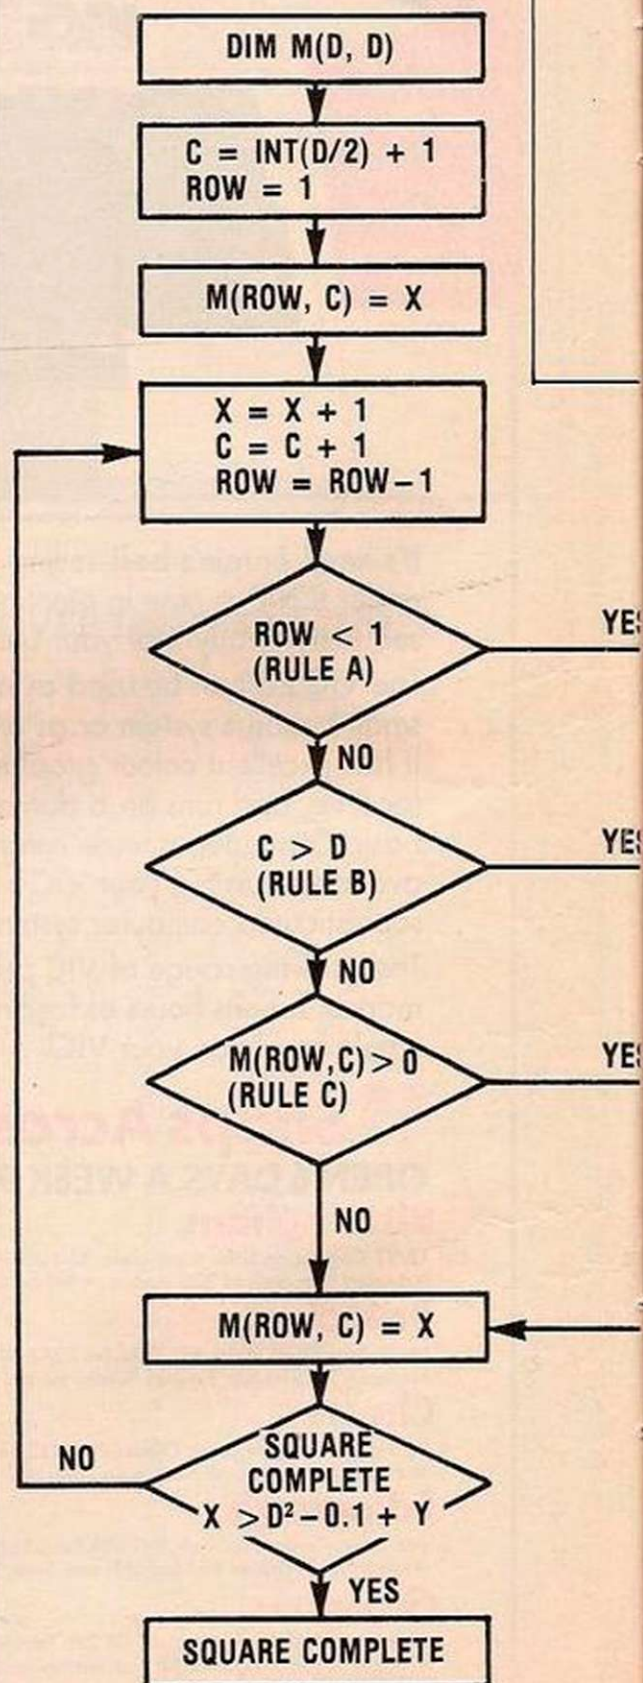 DIM M(D, D)
C = INT(D/2) + 1
ROW = 1
M(ROW, C) = X
X = X + 1
C = C + 1
ROW = ROW-1
ROW < 1
(RULE A)
YES
NO
C > D
(RULE B)
YES
NO
M(ROW,C) > 0
(RULE C)
YES
NO
M(ROW, C) = X
SQUARE
COMPLETE
X > D² - 0.1 + Y
NO
YES
SQUARE COMPLETE